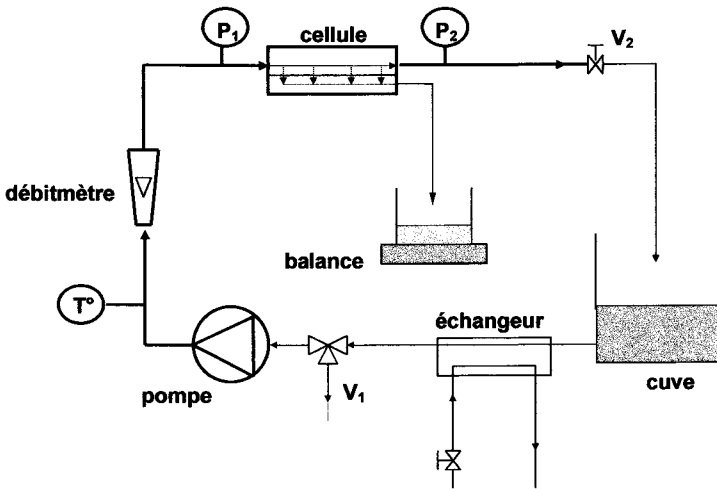 P₁
cellule
P₂
V₂
débitmètre
balance
T°
échangeur
pompe
V₁
cuve